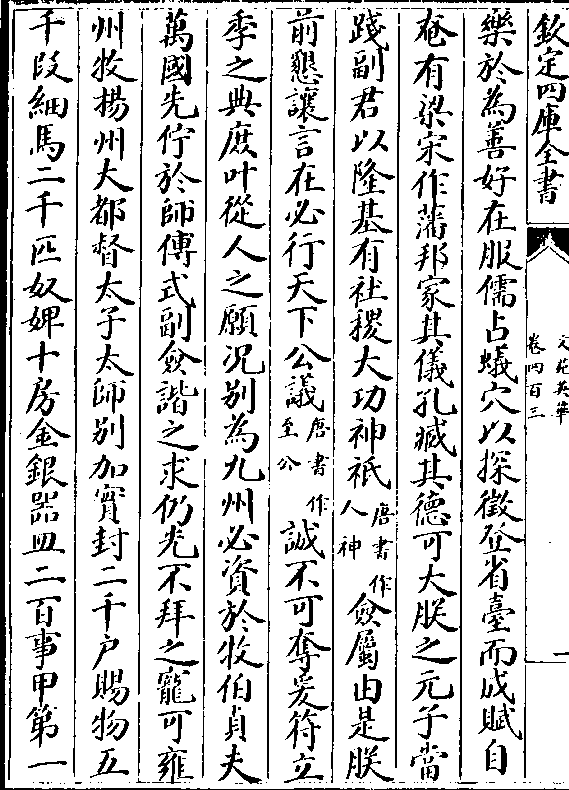 欽定四庫全書
文苑英華
卷四百三
一
樂於為善好在服儒占蟻穴以探徵登省臺而成賦自
奄有梁宋作藩邦家其儀孔臧其德可大朕之元子當
踐副君以隆基有社稷大功神祇唐書作人神僉屬由是朕
前懇讓言在必行天下公議唐書作至公誠不可奪爰符立
季之典庶叶從人之願况别為九州必資於牧伯貞夫
萬國先佇於師傅式副僉諧之求仍先不拜之寵可雍
州牧揚州大都督太子太師别加實封二千户賜物五
千段細馬二千匹奴婢十房金銀器皿二百事甲第一